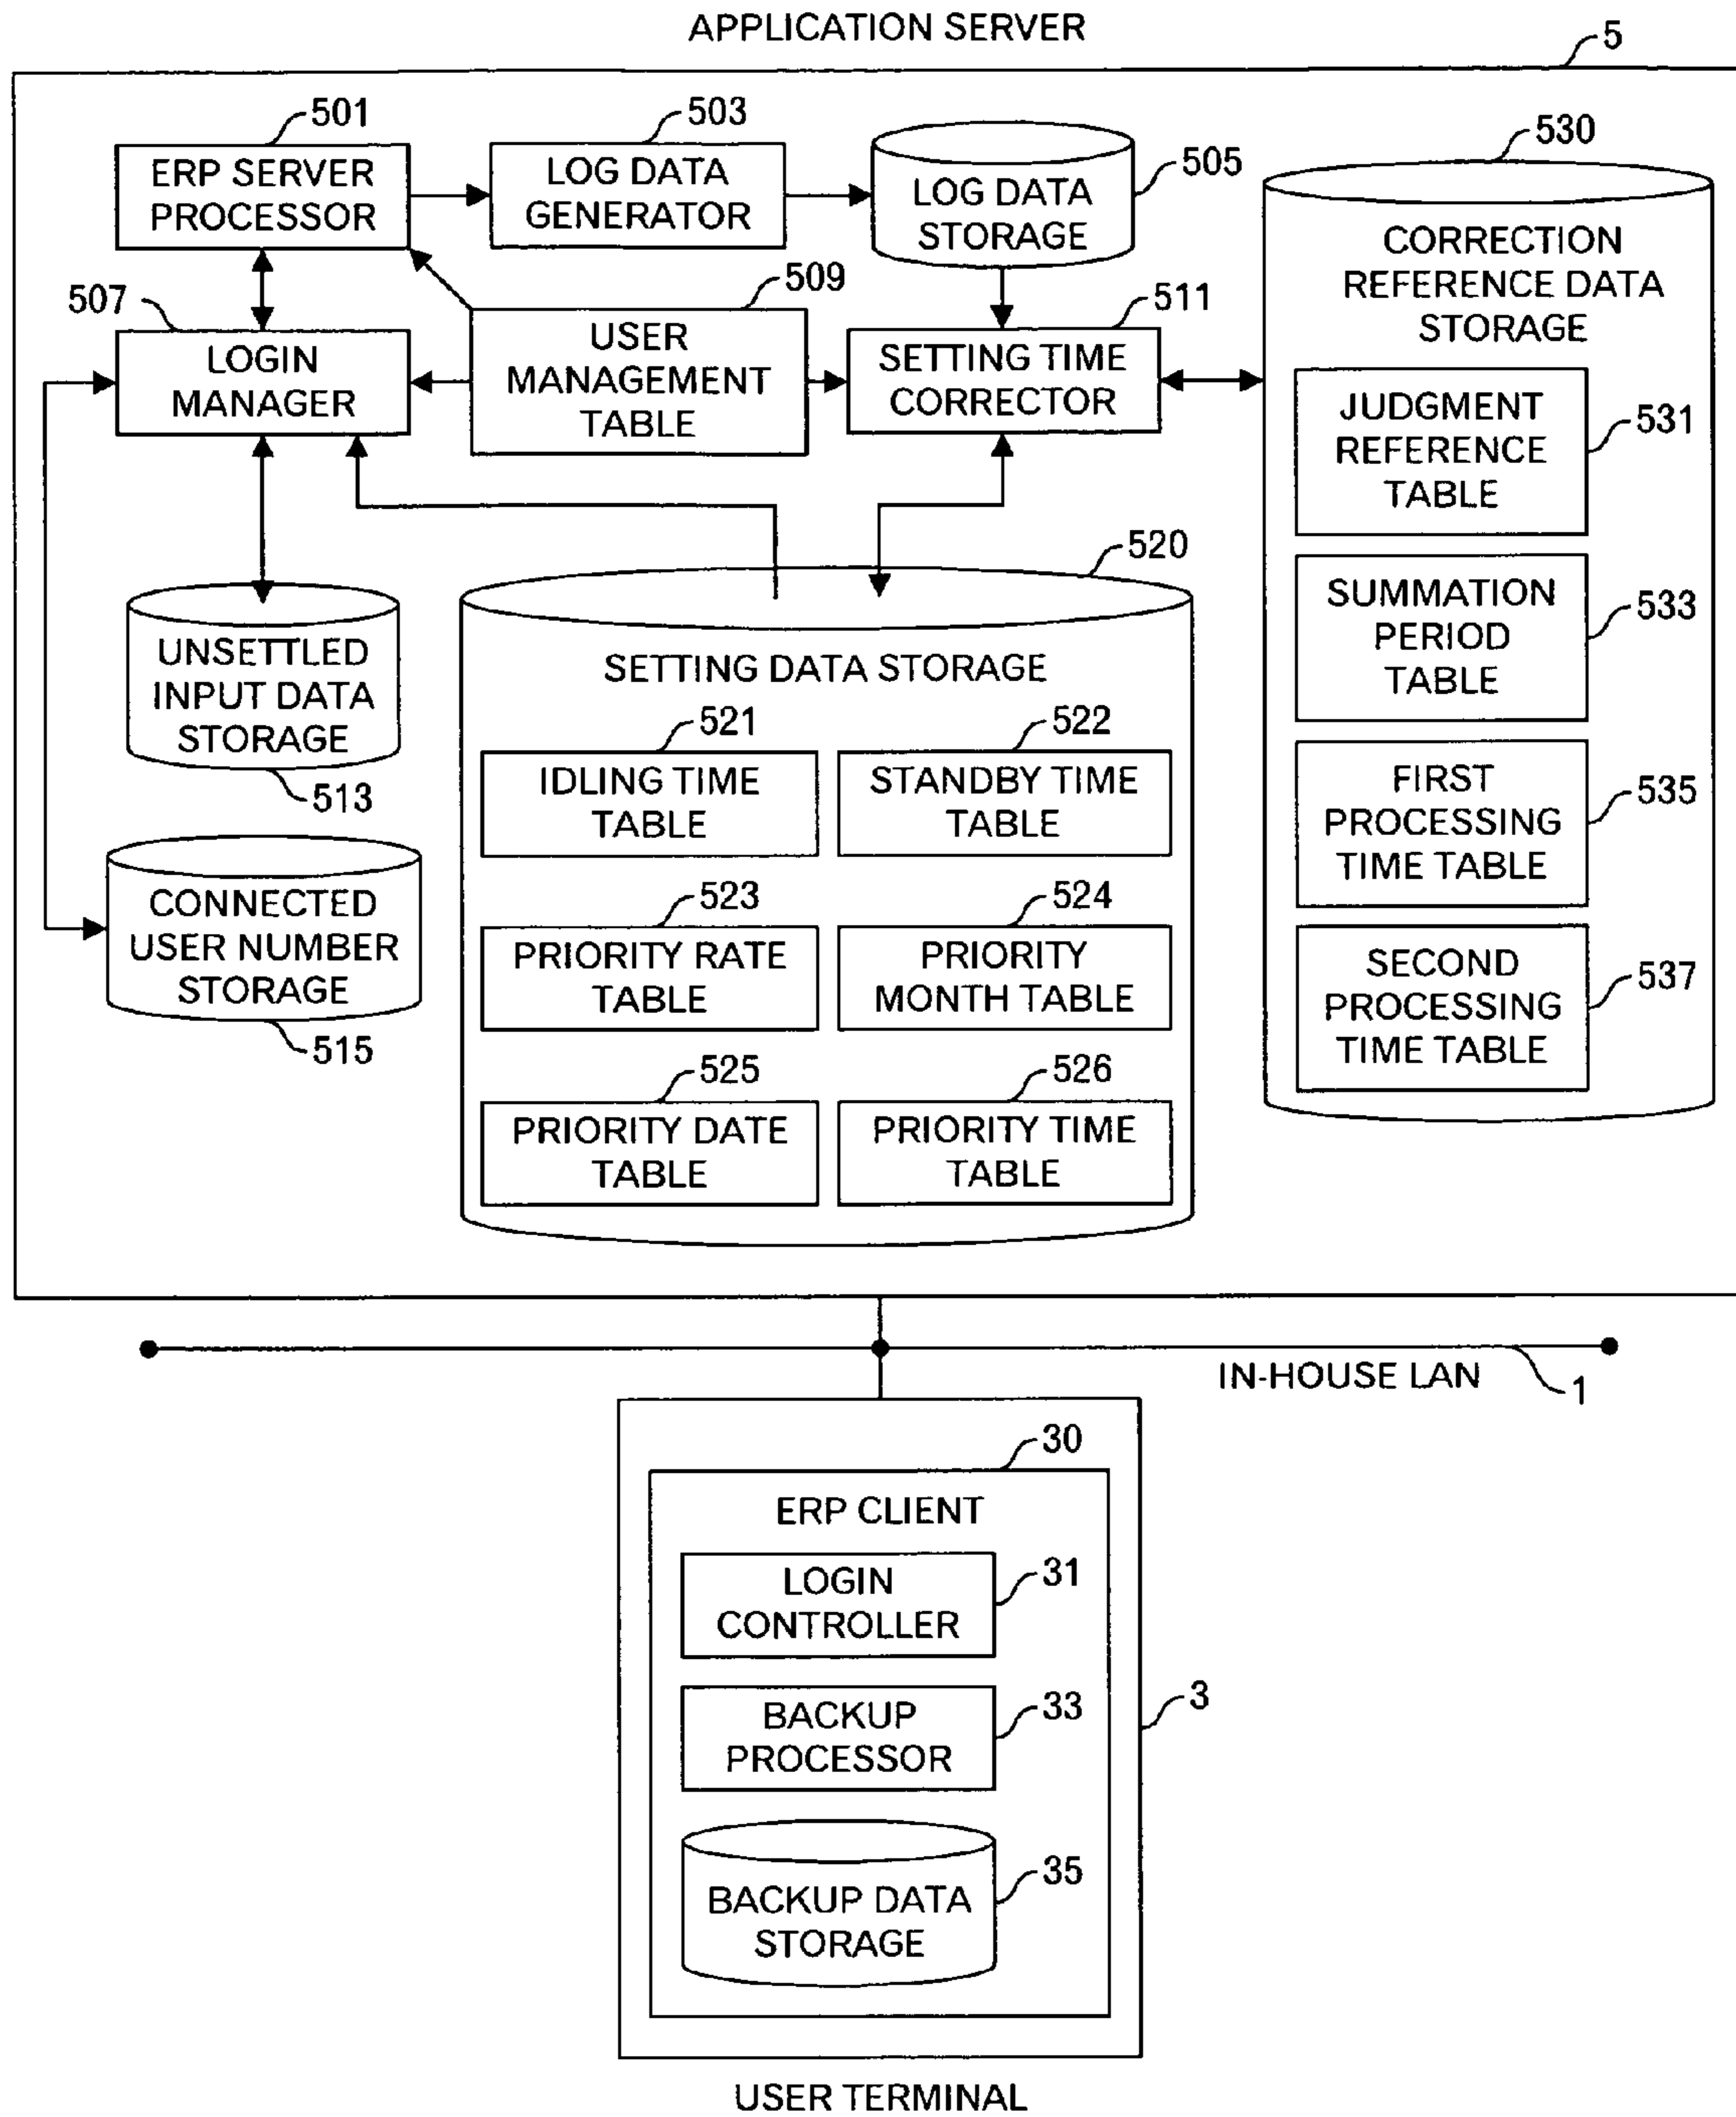 APPLICATION SERVER
5
501
ERP SERVER
PROCESSOR
503
LOG DATA
GENERATOR
505
LOG DATA
STORAGE
530
CORRECTION
REFERENCE DATA
STORAGE
507
LOGIN
MANAGER
509
USER
MANAGEMENT
TABLE
511
SETTING TIME
CORRECTOR
JUDGMENT
REFERENCE
TABLE
531
SUMMATION
PERIOD
TABLE
533
FIRST
PROCESSING
TIME TABLE
535
SECOND
PROCESSING
TIME TABLE
537
UNSETTLED
INPUT DATA
STORAGE
513
CONNECTED
USER NUMBER
STORAGE
515
520
SETTING DATA STORAGE
521
IDLING TIME
TABLE
522
STANDBY TIME
TABLE
523
PRIORITY RATE
TABLE
524
PRIORITY
MONTH TABLE
525
PRIORITY DATE
TABLE
526
PRIORITY TIME
TABLE
IN-HOUSE LAN
1
30
ERP CLIENT
LOGIN
CONTROLLER
31
BACKUP
PROCESSOR
33
3
BACKUP DATA
STORAGE
35
USER TERMINAL